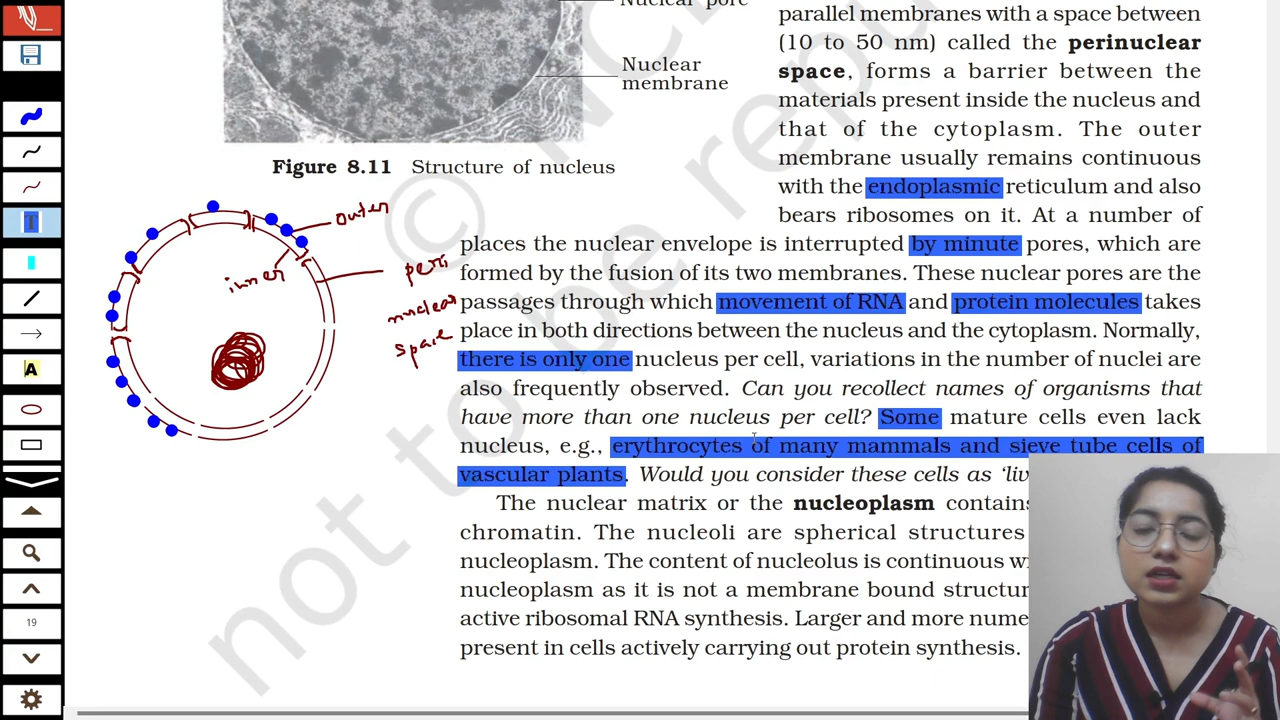 Nuclear pore
Nuclear
membrane
Figure 8.11 Structure of nucleus
parallel membranes with a space between
(10 to 50 nm) called the perinuclear
space, forms a barrier between the
materials present inside the nucleus and
that of the cytoplasm. The outer
membrane usually remains continuous
with the endoplasmic reticulum and also
bears ribosomes on it. At a number of
places the nuclear envelope is interrupted by minute pores, which are
formed by the fusion of its two membranes. These nuclear pores are the
passages through which movement of RNA and protein molecules takes
place in both directions between the nucleus and the cytoplasm. Normally,
there is only one nucleus per cell, variations in the number of nuclei are
also frequently observed. Can you recollect names of organisms that
have more than one nucleus per cell? Some mature cells even lack
nucleus, e.g., erythrocytes of many mammals and sieve tube cells of
vascular plants. Would you consider these cells as ‘liv
The nuclear matrix or the nucleoplasm contains
chromatin. The nucleoli are spherical structures
nucleoplasm. The content of nucleolus is continuous wi
nucleoplasm as it is not a membrane bound structur
active ribosomal RNA synthesis. Larger and more nume
present in cells actively carrying out protein synthesis.
outer
inner
peri
nuclear
space
©
not to be repu
T
A
19